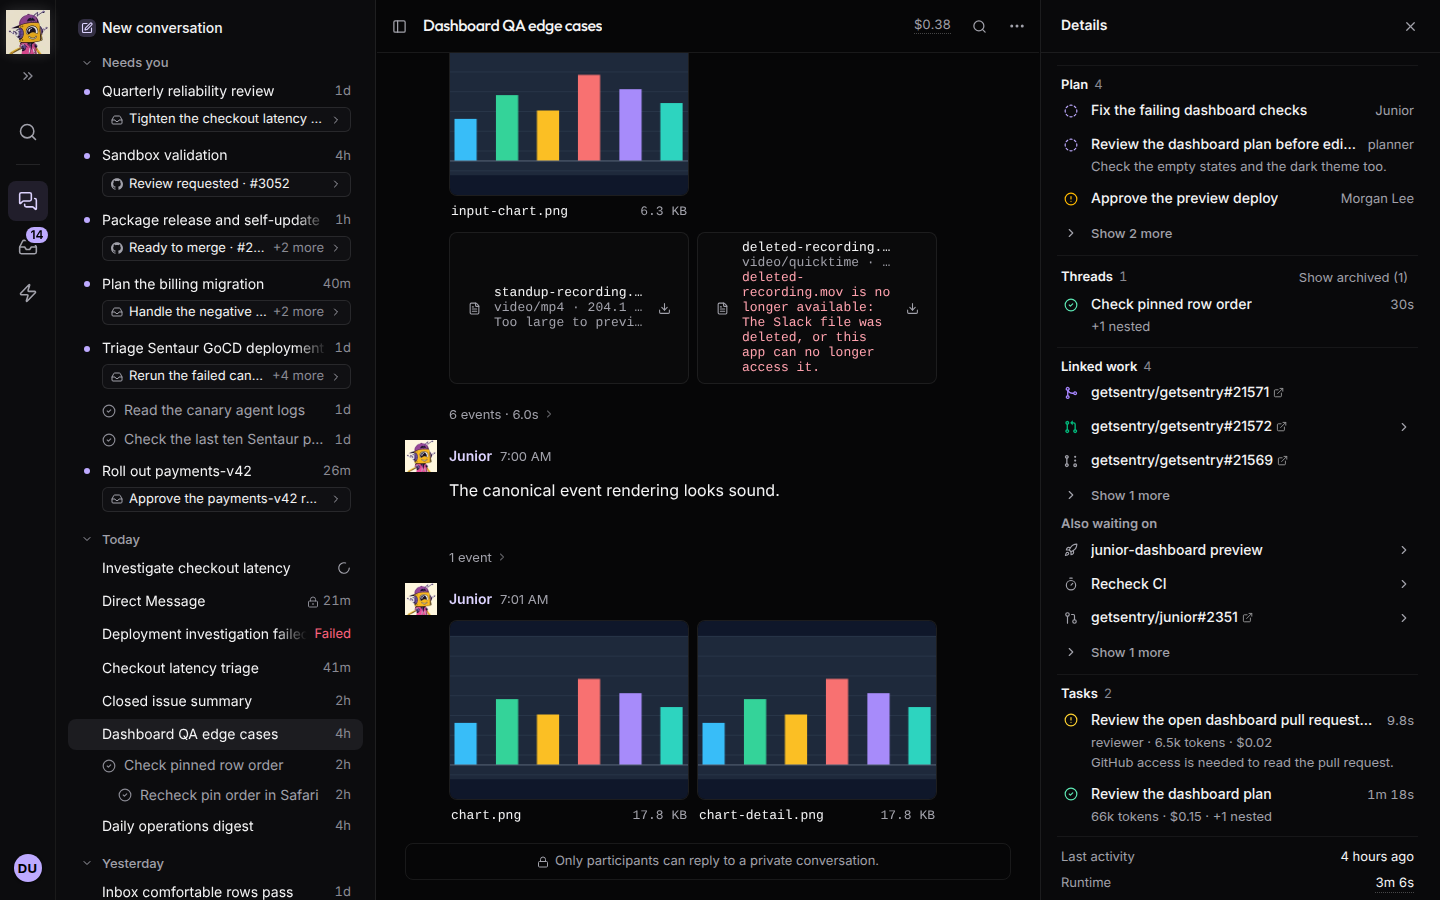 New conversation
Needs you
Quarterly reliability review 1d
Tighten the checkout latency ...
Sandbox validation 4h
Review requested · #3052
Package release and self-update 1h
Ready to merge · #2... +2 more
Plan the billing migration 40m
Handle the negative ... +2 more
Triage Sentaur GoCD deployment 1d
Rerun the failed can... +4 more
Read the canary agent logs 1d
Check the last ten Sentaur p... 1d
Roll out payments-v42 26m
Approve the payments-v42 r...
Today
Investigate checkout latency
Direct Message 21m
Deployment investigation failed Failed
Checkout latency triage 41m
Closed issue summary 2h
Dashboard QA edge cases 4h
Check pinned row order 2h
Recheck pin order in Safari 2h
Daily operations digest 4h
Yesterday
Inbox comfortable rows pass 1d
14
DU
Dashboard QA edge cases $0.38
input-chart.png 6.3 KB
standup-recording.…
video/mp4 · 204.1 …
Too large to previ…
deleted-recording.…
video/quicktime · …
deleted-
recording.mov is no
longer available:
The Slack file was
deleted, or this
app can no longer
access it.
6 events · 6.0s
Junior 7:00 AM
The canonical event rendering looks sound.
1 event
Junior 7:01 AM
chart.png 17.8 KB
chart-detail.png 17.8 KB
Only participants can reply to a private conversation.
Details
Plan 4
Fix the failing dashboard checks Junior
Review the dashboard plan before edi... planner
Check the empty states and the dark theme too.
Approve the preview deploy Morgan Lee
Show 2 more
Threads 1 Show archived (1)
Check pinned row order 30s
+1 nested
Linked work 4
getsentry/getsentry#21571
getsentry/getsentry#21572
getsentry/getsentry#21569
Show 1 more
Also waiting on
junior-dashboard preview
Recheck CI
getsentry/junior#2351
Show 1 more
Tasks 2
Review the open dashboard pull request... 9.8s
reviewer · 6.5k tokens · $0.02
GitHub access is needed to read the pull request.
Review the dashboard plan 1m 18s
66k tokens · $0.15 · +1 nested
Last activity 4 hours ago
Runtime 3m 6s